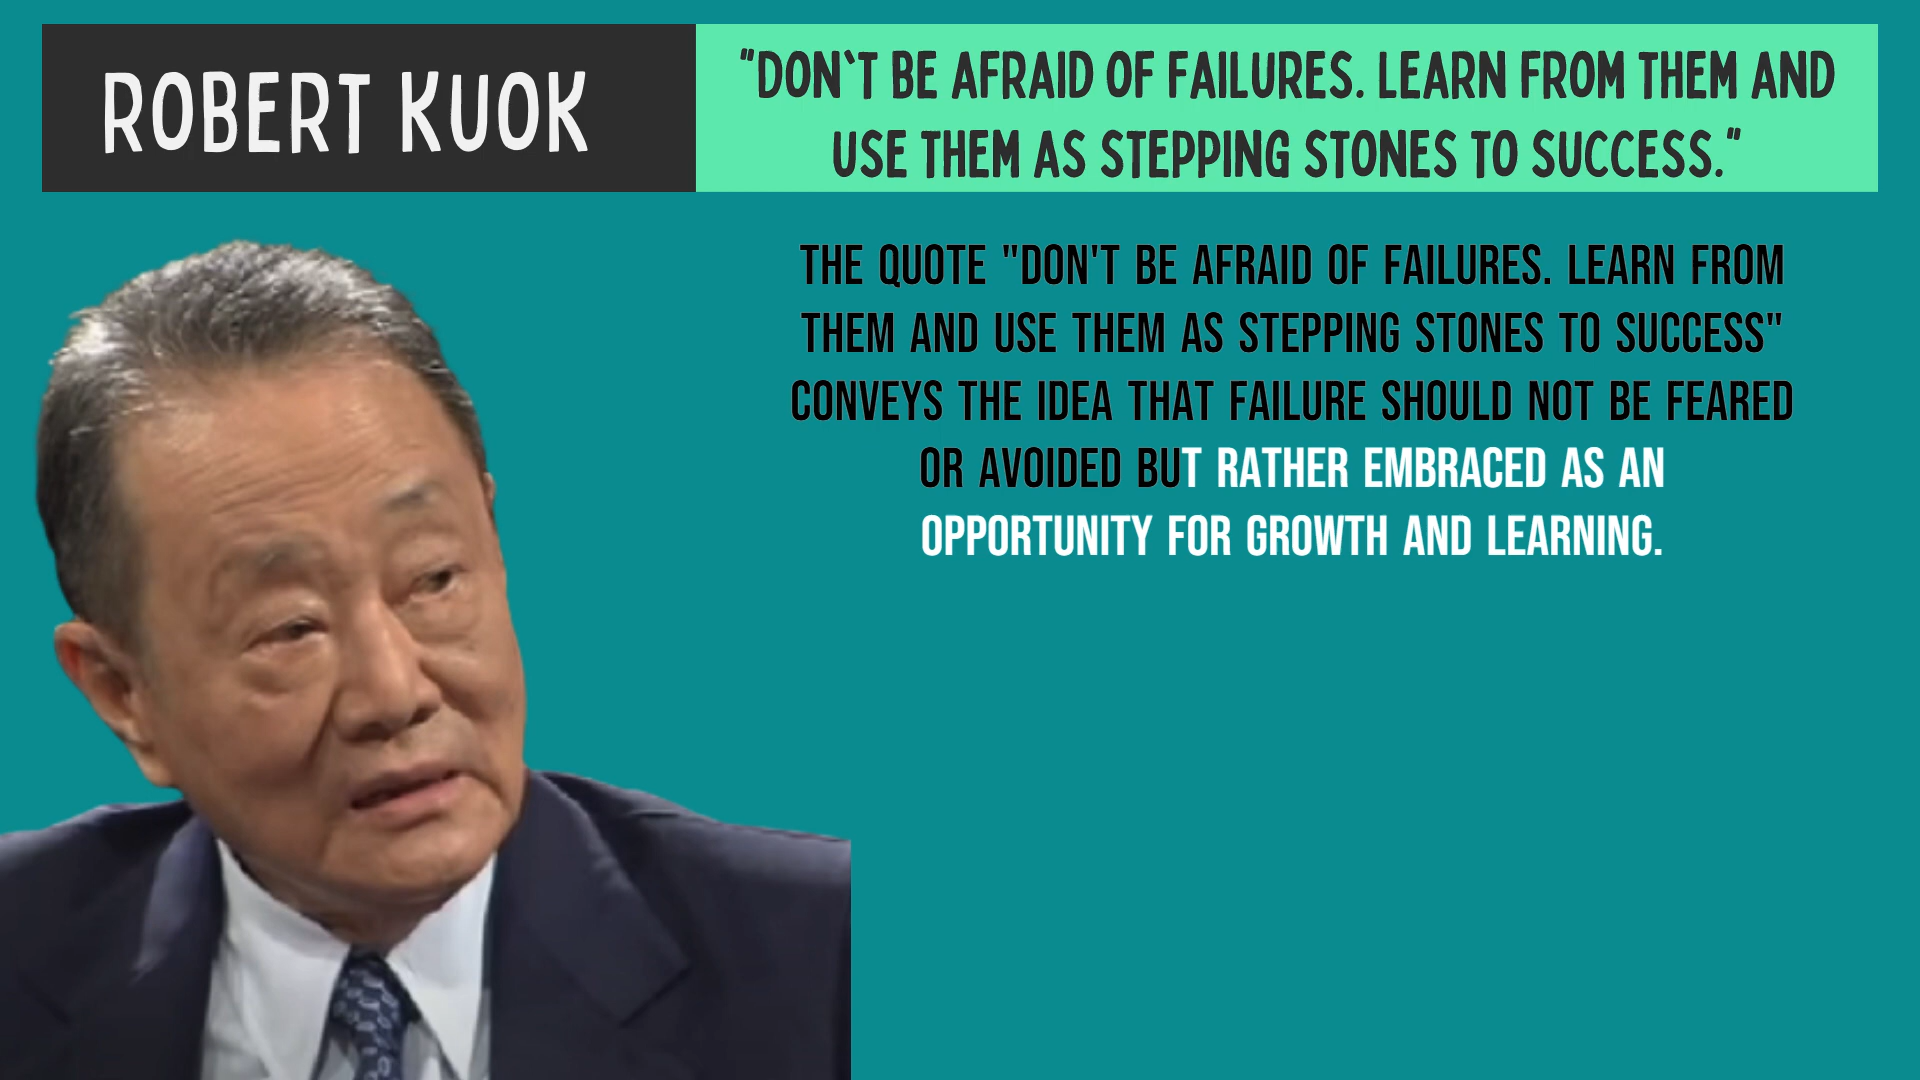 ROBERT KUOK
"DON`T BE AFRAID OF FAILURES. LEARN FROM THEM AND
USE THEM AS STEPPING STONES TO SUCCESS."
THE QUOTE "DON'T BE AFRAID OF FAILURES. LEARN FROM
THEM AND USE THEM AS STEPPING STONES TO SUCCESS"
CONVEYS THE IDEA THAT FAILURE SHOULD NOT BE FEARED
OR AVOIDED BUT RATHER EMBRACED AS AN
OPPORTUNITY FOR GROWTH AND LEARNING.